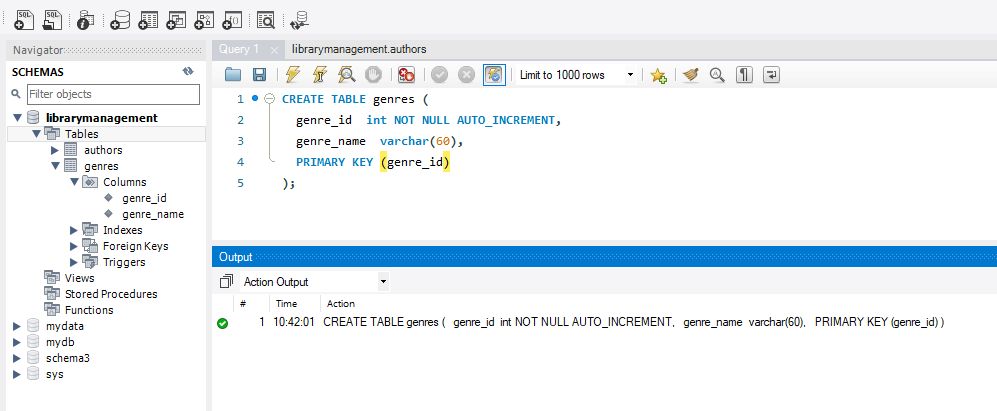 Navigator
SCHEMAS
Filter objects
librarymanagement
Tables
authors
genres
Columns
genre_id
genre_name
Indexes
Foreign Keys
Triggers
Views
Stored Procedures
Functions
mydata
mydb
schema3
sys
Query 1
librarymanagement.authors
Limit to 1000 rows
1 CREATE TABLE genres (
2 genre_id int NOT NULL AUTO_INCREMENT,
3 genre_name varchar(60),
4 PRIMARY KEY (genre_id)
5 );
Output
Action Output
# Time Action
1 10:42:01 CREATE TABLE genres ( genre_id int NOT NULL AUTO_INCREMENT, genre_name varchar(60), PRIMARY KEY (genre_id) )